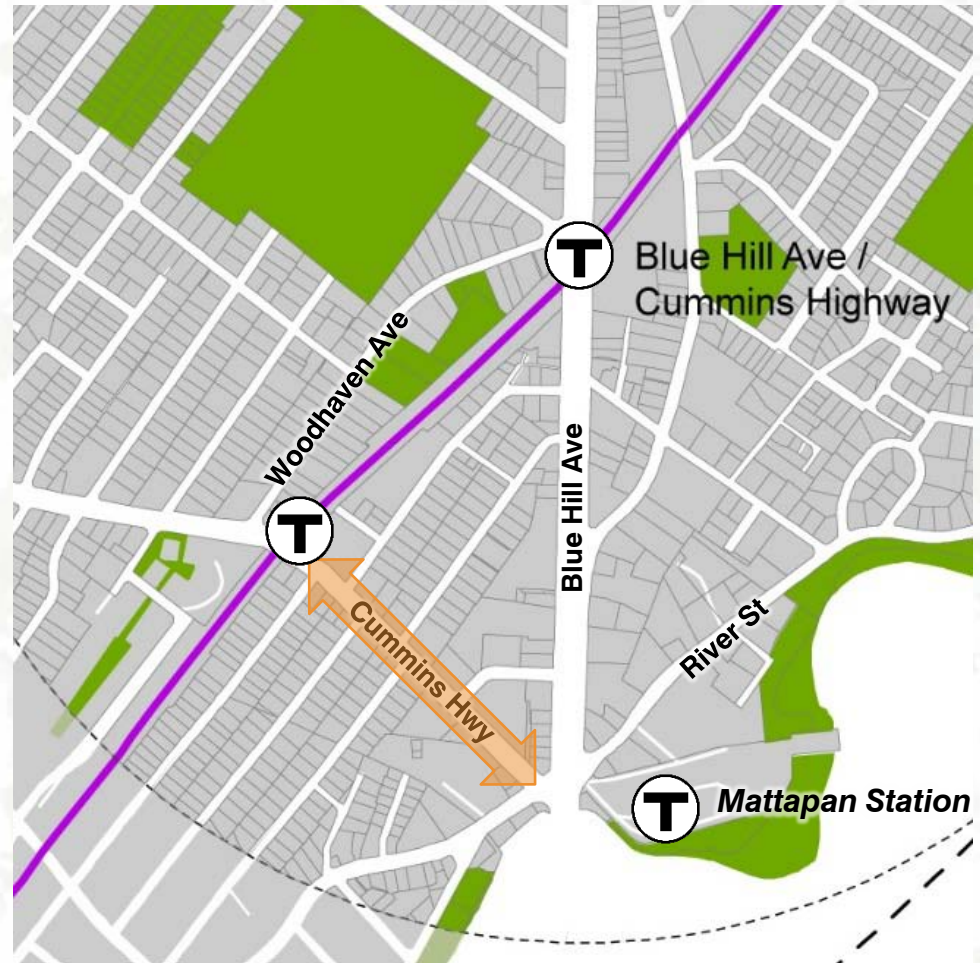 T
Blue Hill Ave /
Cummins Highway
Woodhaven Ave
Blue Hill Ave
T
Cummins Hwy
River St
T
Mattapan Station